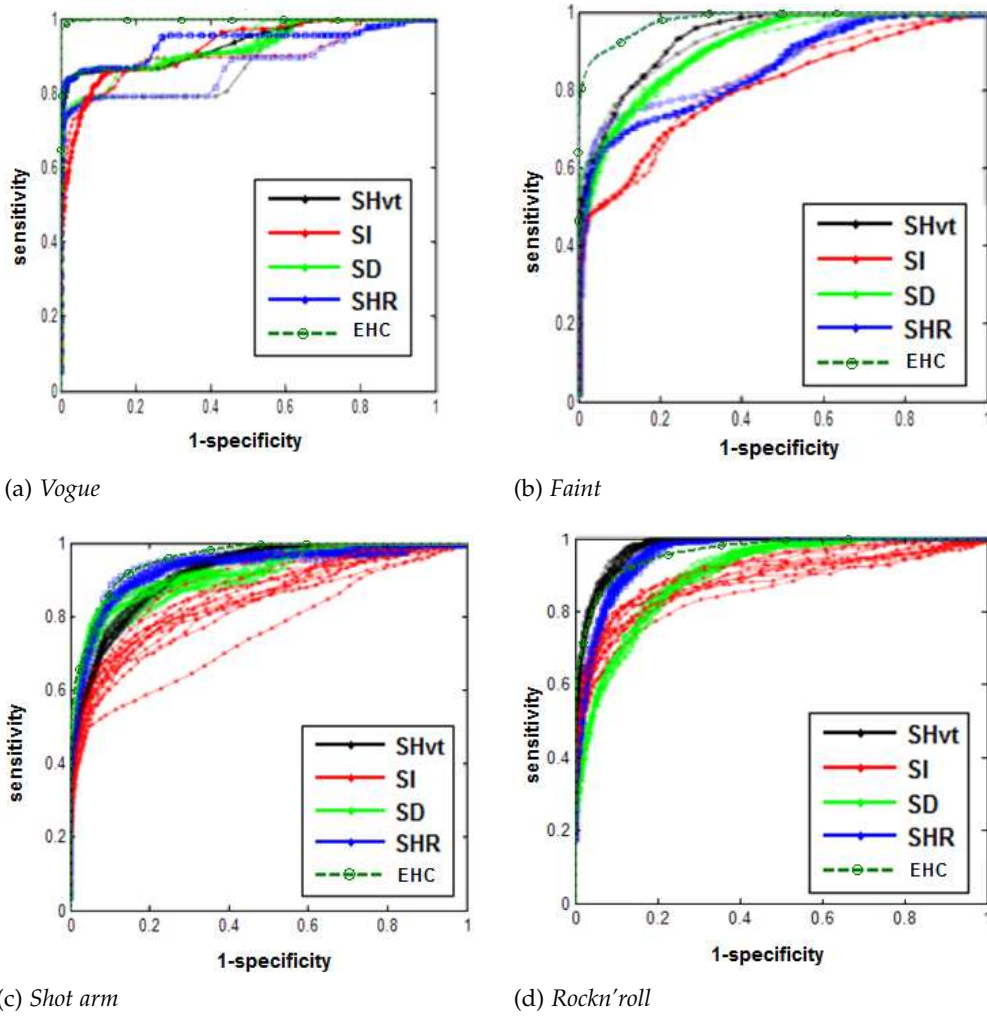 sensitivity
1
0.8
0.6
0.4
0.2
0
0 0.2 0.4 0.6 0.8 1
1-specificity
SHvt
SI
SD
SHR
EHC
(a) Vogue
sensitivity
1
0.8
0.6
0.4
0.2
0
0 0.2 0.4 0.6 0.8 1
1-specificity
SHvt
SI
SD
SHR
EHC
(b) Faint
sensitivity
1
0.8
0.6
0.4
0.2
0
0 0.2 0.4 0.6 0.8 1
1-specificity
SHvt
SI
SD
SHR
EHC
(c) Shot arm
sensitivity
1
0.8
0.6
0.4
0.2
0
0 0.2 0.4 0.6 0.8 1
1-specificity
SHvt
SI
SD
SHR
EHC
(d) Rockn'roll